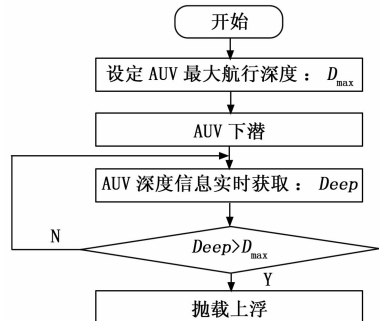 开始
设定 AUV 最大航行深度： Dmax
AUV 下潜
AUV 深度信息实时获取： Deep
N
Deep>Dmax
Y
抛载上浮